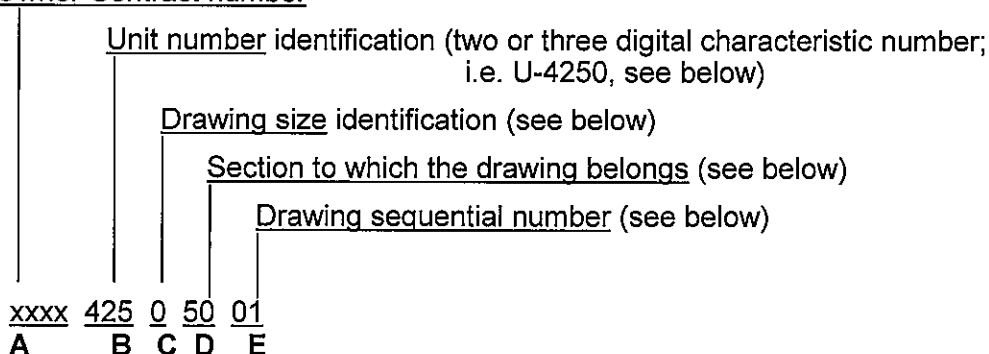 Contract number
Unit number identification (two or three digital characteristic number;
i.e. U-4250, see below)
Drawing size identification (see below)
Section to which the drawing belongs (see below)
Drawing sequential number (see below)
xxxx 425 0 50 01
A B C D E